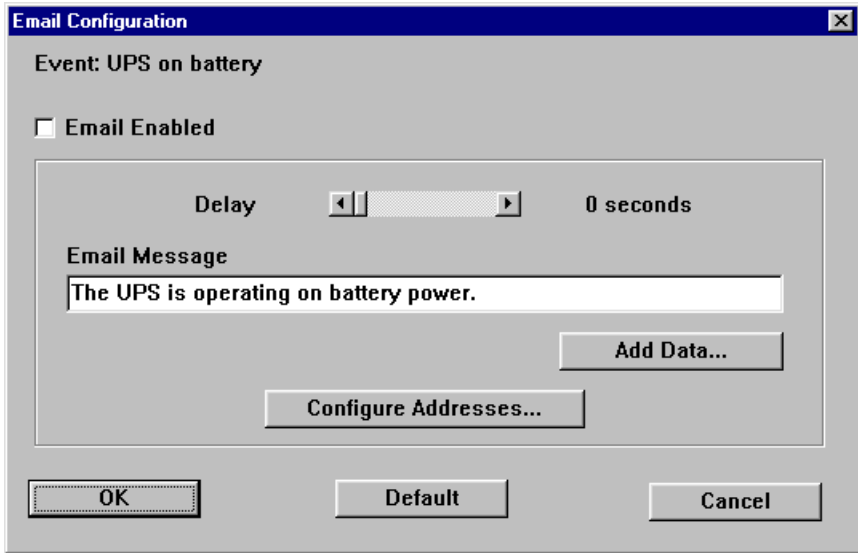 Email Configuration
Event: UPS on battery
Email Enabled
Delay 0 seconds
Email Message
The UPS is operating on battery power.
Add Data...
Configure Addresses...
OK Default Cancel